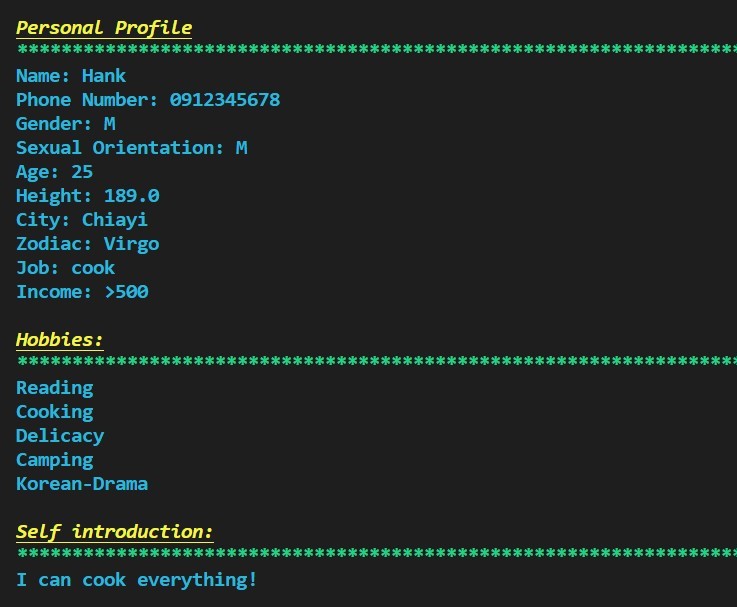 Personal Profile
******************************************************************
Name: Hank
Phone Number: 0912345678
Gender: M
Sexual Orientation: M
Age: 25
Height: 189.0
City: Chiayi
Zodiac: Virgo
Job: cook
Income: >500
Hobbies:
******************************************************************
Reading
Cooking
Delicacy
Camping
Korean-Drama
Self introduction:
******************************************************************
I can cook everything!